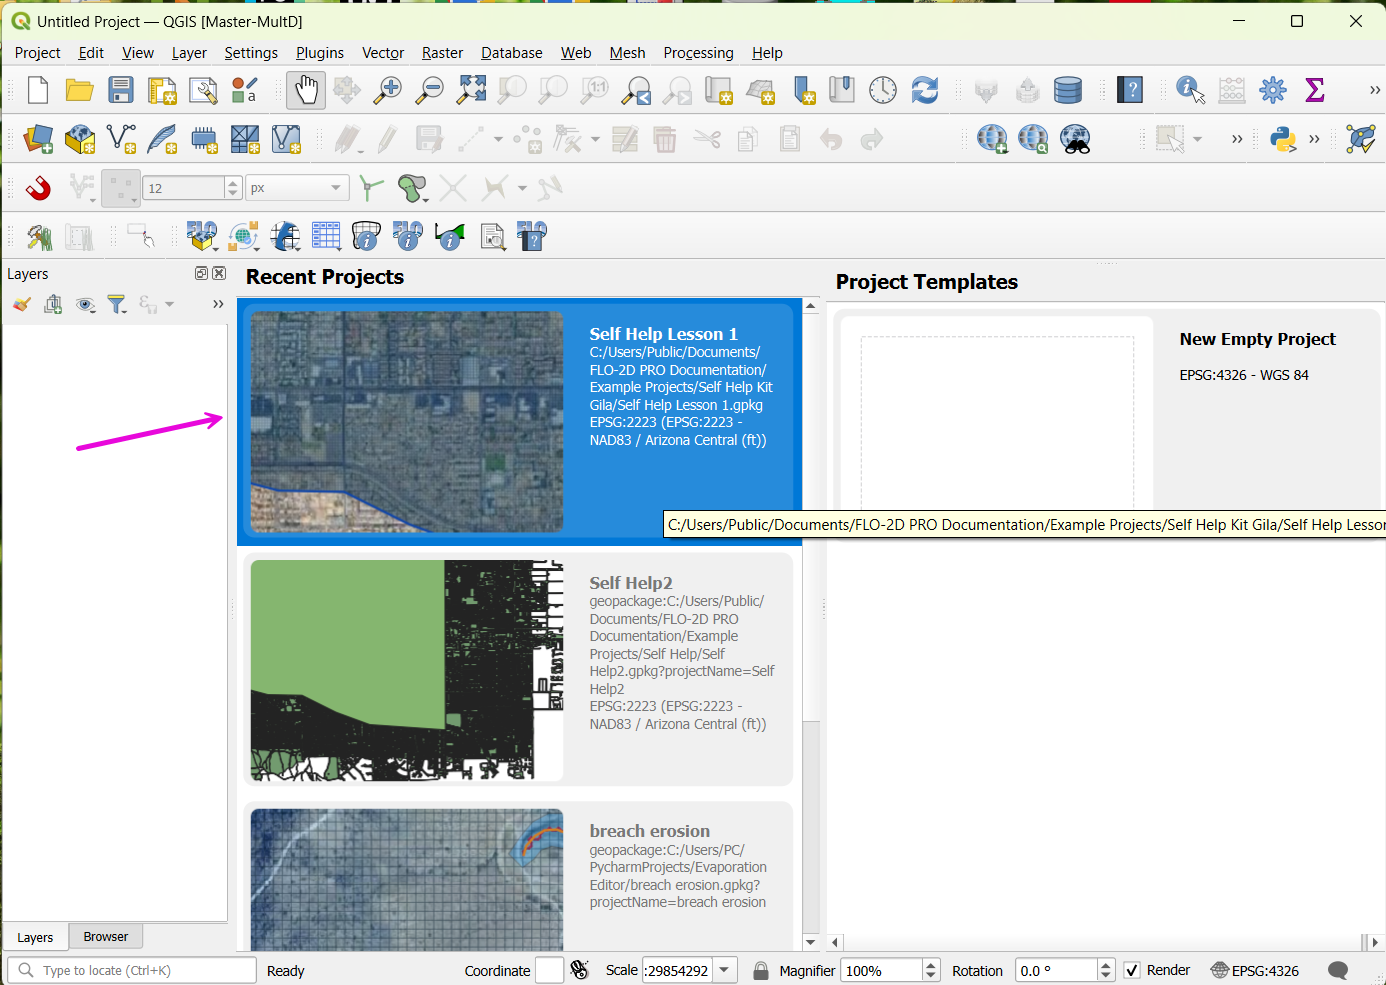 Untitled Project — QGIS [Master-MultD]
Project Edit View Layer Settings Plugins Vector Raster Database Web Mesh Processing Help
1:1
a
?
Σ
»
» »
12 px
?
Layers
»
Recent Projects
Self Help Lesson 1
C:/Users/Public/Documents/
FLO-2D PRO Documentation/
Example Projects/Self Help Kit
Gila/Self Help Lesson 1.gpkg
EPSG:2223 (EPSG:2223 -
NAD83 / Arizona Central (ft))
Self Help2
geopackage:C:/Users/Public/
Documents/FLO-2D PRO
Documentation/Example
Projects/Self Help/Self
Help2.gpkg?projectName=Self
Help2
EPSG:2223 (EPSG:2223 -
NAD83 / Arizona Central (ft))
breach erosion
geopackage:C:/Users/PC/
PycharmProjects/Evaporation
Editor/breach erosion.gpkg?
projectName=breach erosion
Project Templates
New Empty Project
EPSG:4326 - WGS 84
C:/Users/Public/Documents/FLO-2D PRO Documentation/Example Projects/Self Help Kit Gila/Self Help Lesson
Layers Browser
Type to locate (Ctrl+K) Ready Coordinate Scale :29854292 Magnifier 100% Rotation 0.0 ° Render EPSG:4326